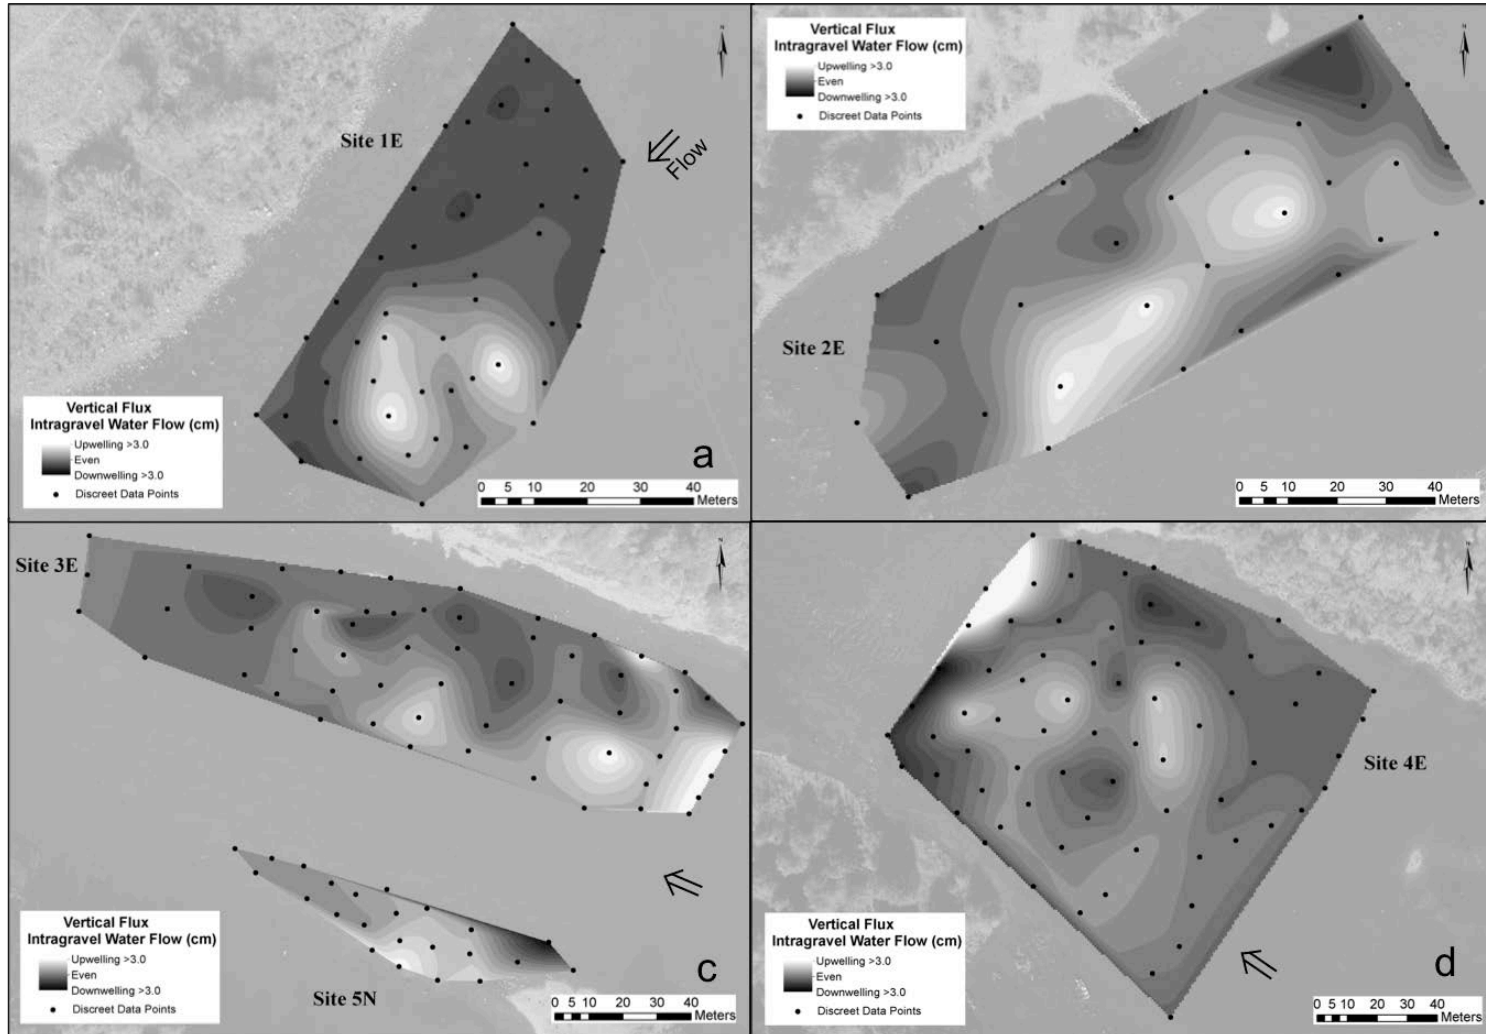 Vertical Flux
Intragravel Water Flow (cm)
Upwelling >3.0
Even
Downwelling >3.0
Discreet Data Points
Site 1E
Flow
a
0 5 10 20 30 40
Meters
N
Vertical Flux
Intragravel Water Flow (cm)
Upwelling >3.0
Even
Downwelling >3.0
Discreet Data Points
Site 2E
0 5 10 20 30 40
Meters
N
Site 3E
Site 5N
Vertical Flux
Intragravel Water Flow (cm)
Upwelling >3.0
Even
Downwelling >3.0
Discreet Data Points
c
0 5 10 20 30 40 50
Meters
N
Site 4E
Vertical Flux
Intragravel Water Flow (cm)
Upwelling >3.0
Even
Downwelling >3.0
Discreet Data Points
d
0 5 10 20 30 40
Meters
N